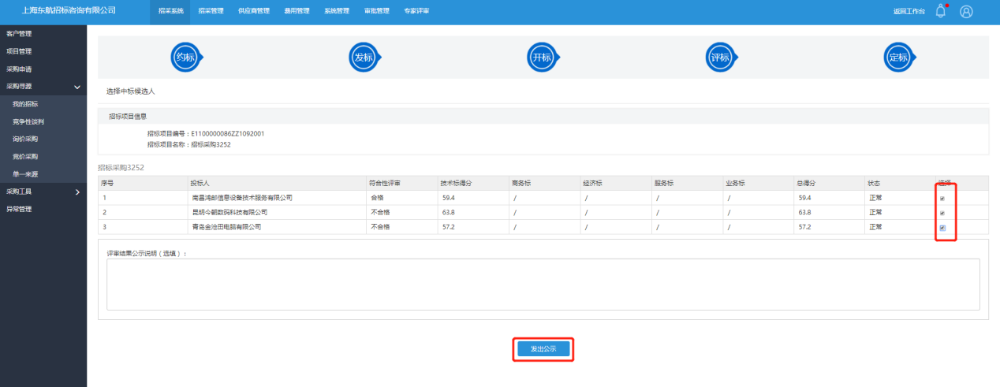 上海东航招标咨询有限公司 招采系统 招采管理 供应商管理 费用管理 系统管理 审批管理 专家评审 返回工作台
客户管理
项目管理
采购申请
采购寻源
我的招标
竞争性谈判
询价采购
竞价采购
单一来源
采购工具
异常管理
约标 发标 开标 评标 定标
选择中标候选人
招标项目信息
招标项目编号：E1100000086ZZ1092001
招标项目名称：招标采购3252
招标采购3252
序号 投标人 符合性评审 技术标得分 商务标 经济标 服务标 业务标 总得分 状态 选择
1 南昌鸿邮信息设备技术服务有限公司 合格 59.4 / / / / 59.4 正常
2 昆明今朝数码科技有限公司 不合格 63.8 / / / / 63.8 正常
3 青岛金沧田电脑有限公司 不合格 57.2 / / / / 57.2 正常
评审结果公示说明（选填）：
发出公示